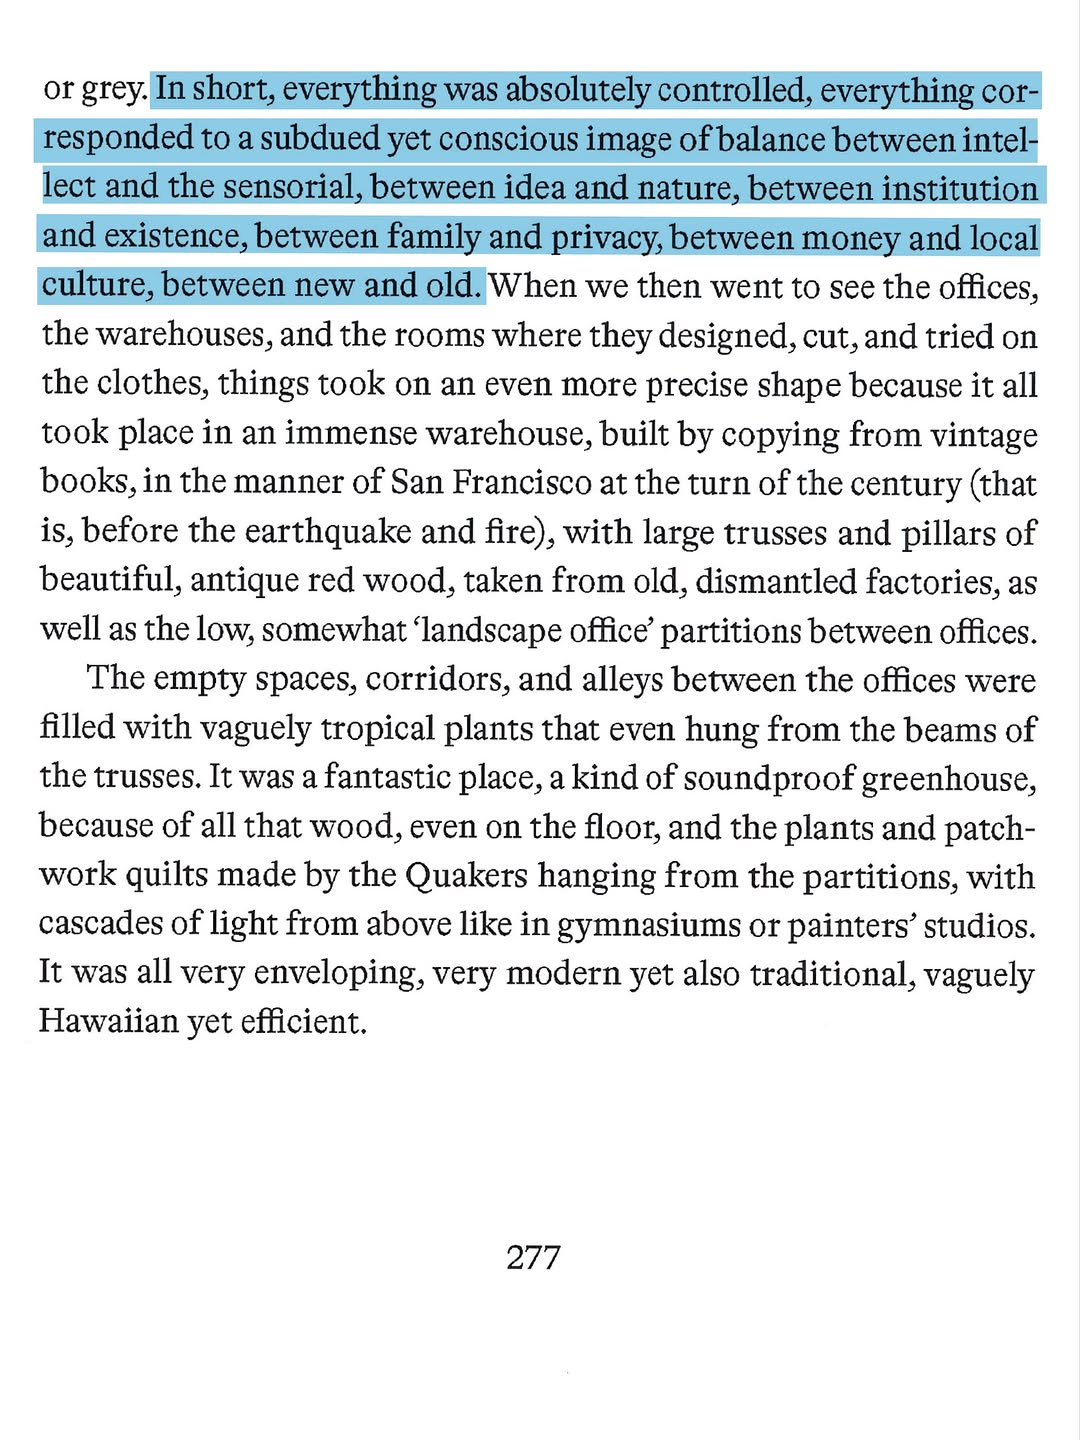 or grey. In short, everything was absolutely controlled, everything cor-
responded to a subdued yet conscious image of balance between intel-
lect and the sensorial, between idea and nature, between institution
and existence, between family and privacy, between money and local
culture, between new and old. When we then went to see the offices,
the warehouses, and the rooms where they designed, cut, and tried on
the clothes, things took on an even more precise shape because it all
took place in an immense warehouse, built by copying from vintage
books, in the manner of San Francisco at the turn of the century (that
is, before the earthquake and fire), with large trusses and pillars of
beautiful, antique red wood, taken from old, dismantled factories, as
well as the low, somewhat ‘landscape office’ partitions between offices.
The empty spaces, corridors, and alleys between the offices were
filled with vaguely tropical plants that even hung from the beams of
the trusses. It was a fantastic place, a kind of soundproof greenhouse,
because of all that wood, even on the floor, and the plants and patch-
work quilts made by the Quakers hanging from the partitions, with
cascades of light from above like in gymnasiums or painters’ studios.
It was all very enveloping, very modern yet also traditional, vaguely
Hawaiian yet efficient.
277